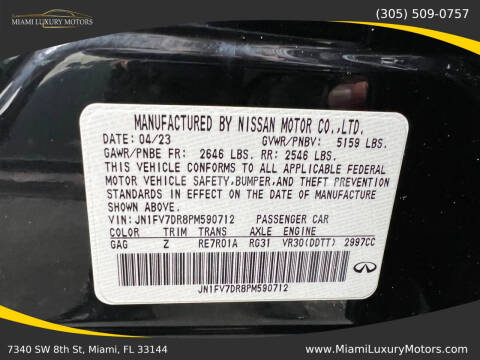 MIAMI LUXURY MOTORS
(305) 509-0757
MANUFACTURED BY NISSAN MOTOR CO.,LTD.
DATE: 04/23 GVWR/PNBV: 5159 LBS.
GAWR/PNBE FR: 2646 LBS. RR: 2546 LBS.
THIS VEHICLE CONFORMS TO ALL APPLICABLE FEDERAL
MOTOR VEHICLE SAFETY,BUMPER,AND THEFT PREVENTION
STANDARDS IN EFFECT ON THE DATE OF MANUFACTURE
SHOWN ABOVE.
VIN: JN1FV7DR8PM590712 PASSENGER CAR
COLOR TRIM TRANS AXLE ENGINE
GAG Z RE7R01A RG31 VR30(DDTT) 2997CC
JN1FV7DR8PM590712
INFINITI
7340 SW 8th St, Miami, FL 33144
www.MiamiLuxuryMotors.com